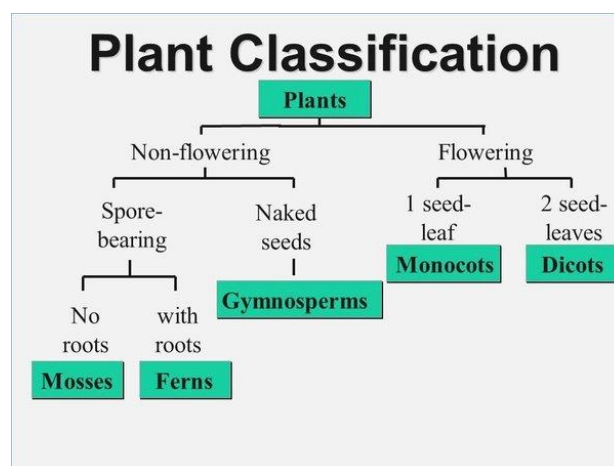 Plant Classification
Plants
Non-flowering
Flowering
Spore-
bearing
Naked
seeds
1 seed-
leaf
2 seed-
leaves
Monocots
Dicots
Gymnosperms
No
roots
with
roots
Mosses
Ferns